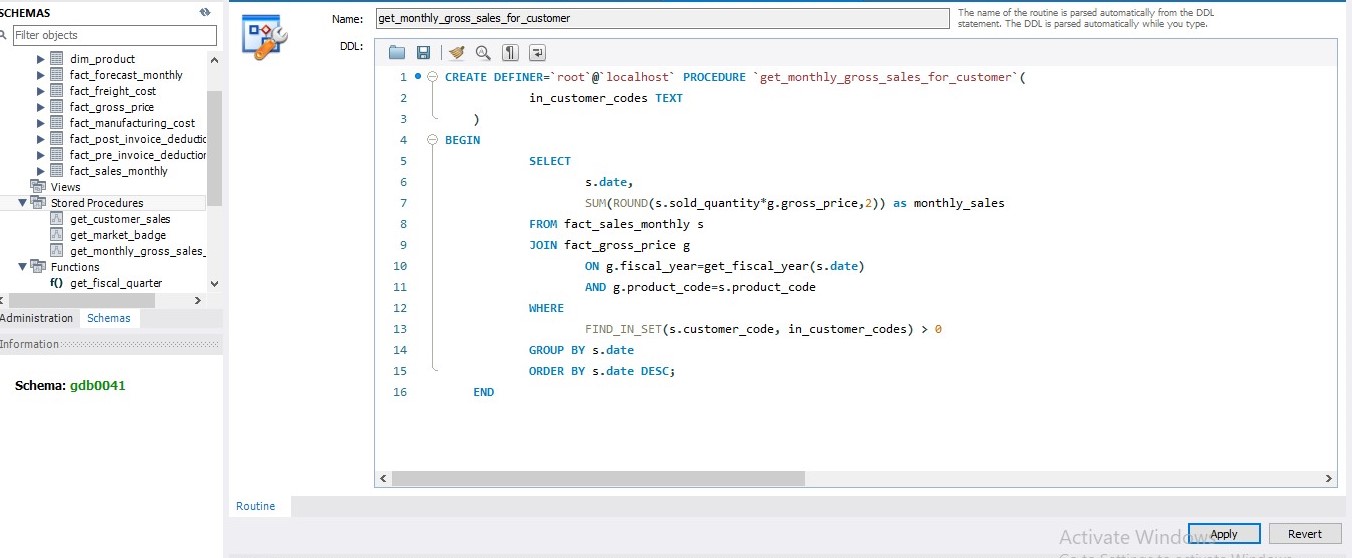 SCHEMAS
Filter objects
dim_product
fact_forecast_monthly
fact_freight_cost
fact_gross_price
fact_manufacturing_cost
fact_post_invoice_deductic
fact_pre_invoice_deduction
fact_sales_monthly
Views
Stored Procedures
get_customer_sales
get_market_badge
get_monthly_gross_sales_
Functions
f() get_fiscal_quarter
Administration Schemas
Information
Schema: gdb0041
Name: get_monthly_gross_sales_for_customer
The name of the routine is parsed automatically from the DDL
statement. The DDL is parsed automatically while you type.
DDL:
1 CREATE DEFINER=`root`@`localhost` PROCEDURE `get_monthly_gross_sales_for_customer`(
2 in_customer_codes TEXT
3 )
4 BEGIN
5 SELECT
6 s.date,
7 SUM(ROUND(s.sold_quantity*g.gross_price,2)) as monthly_sales
8 FROM fact_sales_monthly s
9 JOIN fact_gross_price g
10 ON g.fiscal_year=get_fiscal_year(s.date)
11 AND g.product_code=s.product_code
12 WHERE
13 FIND_IN_SET(s.customer_code, in_customer_codes) > 0
14 GROUP BY s.date
15 ORDER BY s.date DESC;
16 END
Routine
Activate Windows
Apply Revert
Go to Settings to activate Windows